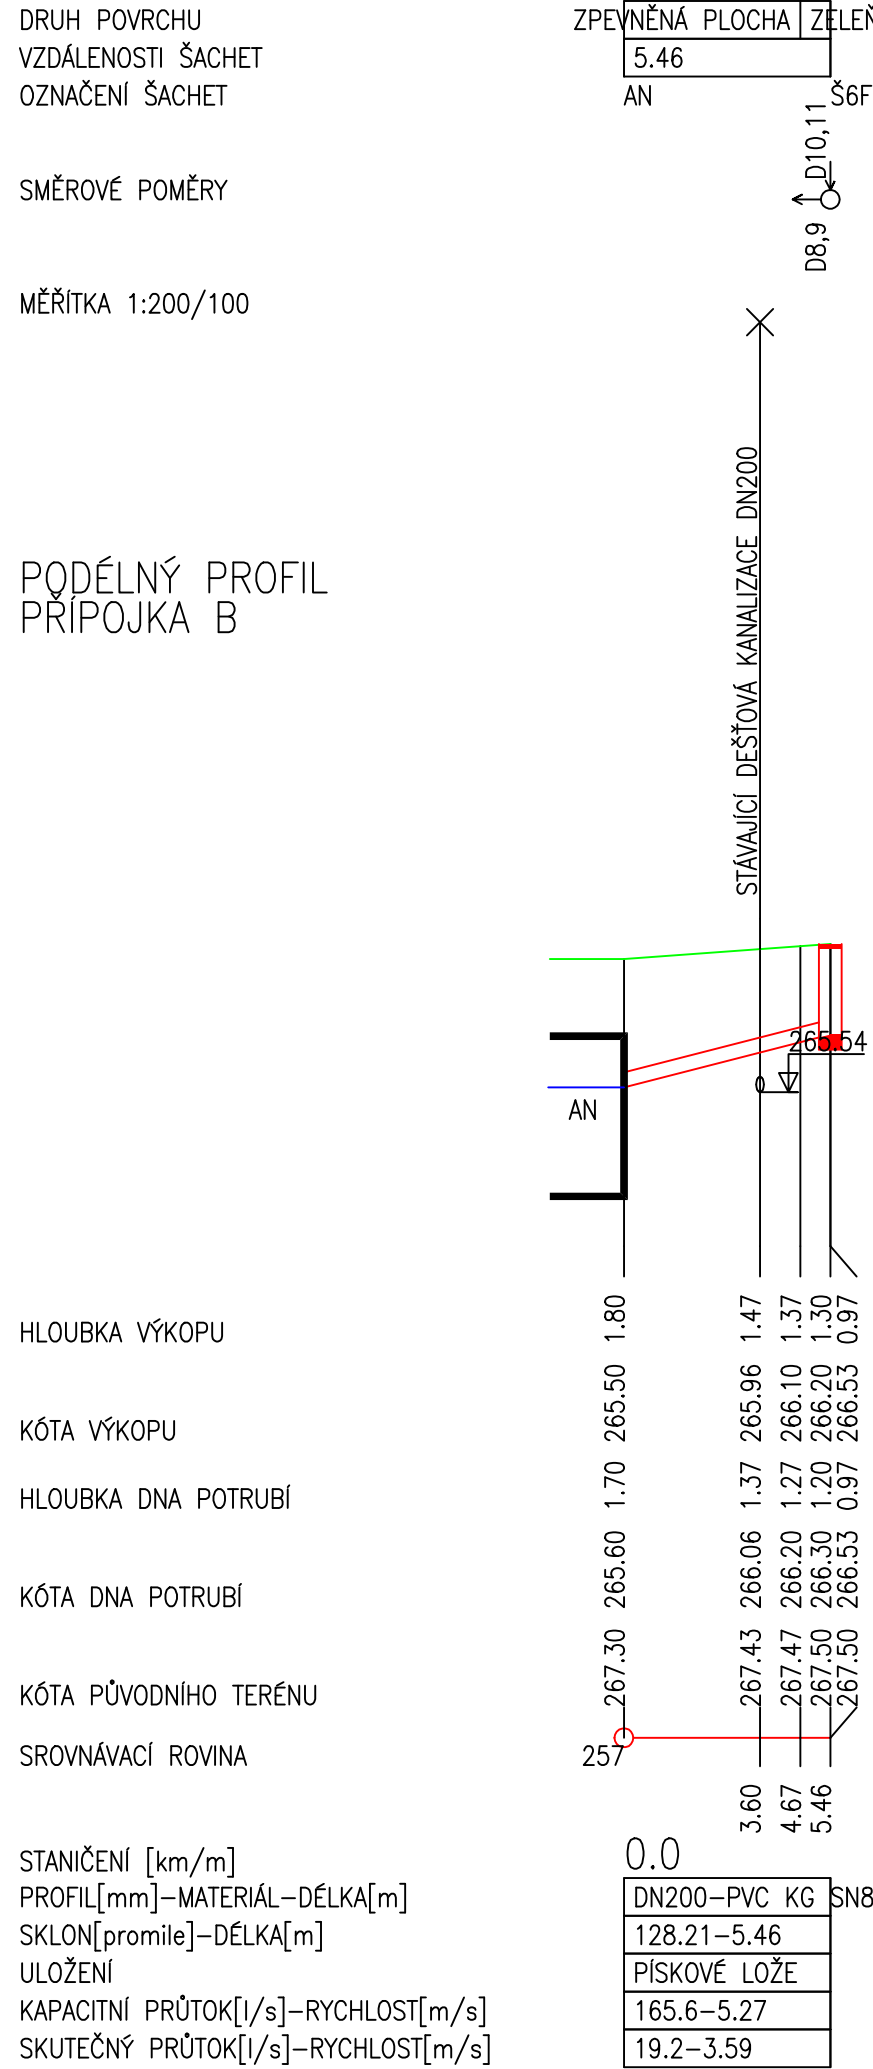 DRUH POVRCHU ZPEVNĚNÁ PLOCHA ZELEŇ
VZDÁLENOSTI ŠACHET 5.46
OZNAČENÍ ŠACHET AN Š6F
D10,11
SMĚROVÉ POMĚRY
D8,9
MĚŘÍTKA 1:200/100
STÁVAJÍCÍ DEŠŤOVÁ KANALIZACE DN200
PODÉLNÝ PROFIL
PŘÍPOJKA B
265.54
AN
HLOUBKA VÝKOPU 1.80 1.47 1.37 1.30 0.97
KÓTA VÝKOPU 265.50 265.96 266.10 266.20 266.53
HLOUBKA DNA POTRUBÍ 1.70 1.37 1.27 1.20 0.97
KÓTA DNA POTRUBÍ 265.60 266.06 266.20 266.30 266.53
KÓTA PŮVODNÍHO TERÉNU 267.30 267.43 267.47 267.50 267.50
SROVNÁVACÍ ROVINA 257
3.60 4.67 5.46
STANIČENÍ [km/m] 0.0
PROFIL[mm]-MATERIÁL-DÉLKA[m] DN200-PVC KG SN8
SKLON[promile]-DÉLKA[m] 128.21-5.46
ULOŽENÍ PÍSKOVÉ LOŽE
KAPACITNÍ PRŮTOK[l/s]-RYCHLOST[m/s] 165.6-5.27
SKUTEČNÝ PRŮTOK[l/s]-RYCHLOST[m/s] 19.2-3.59